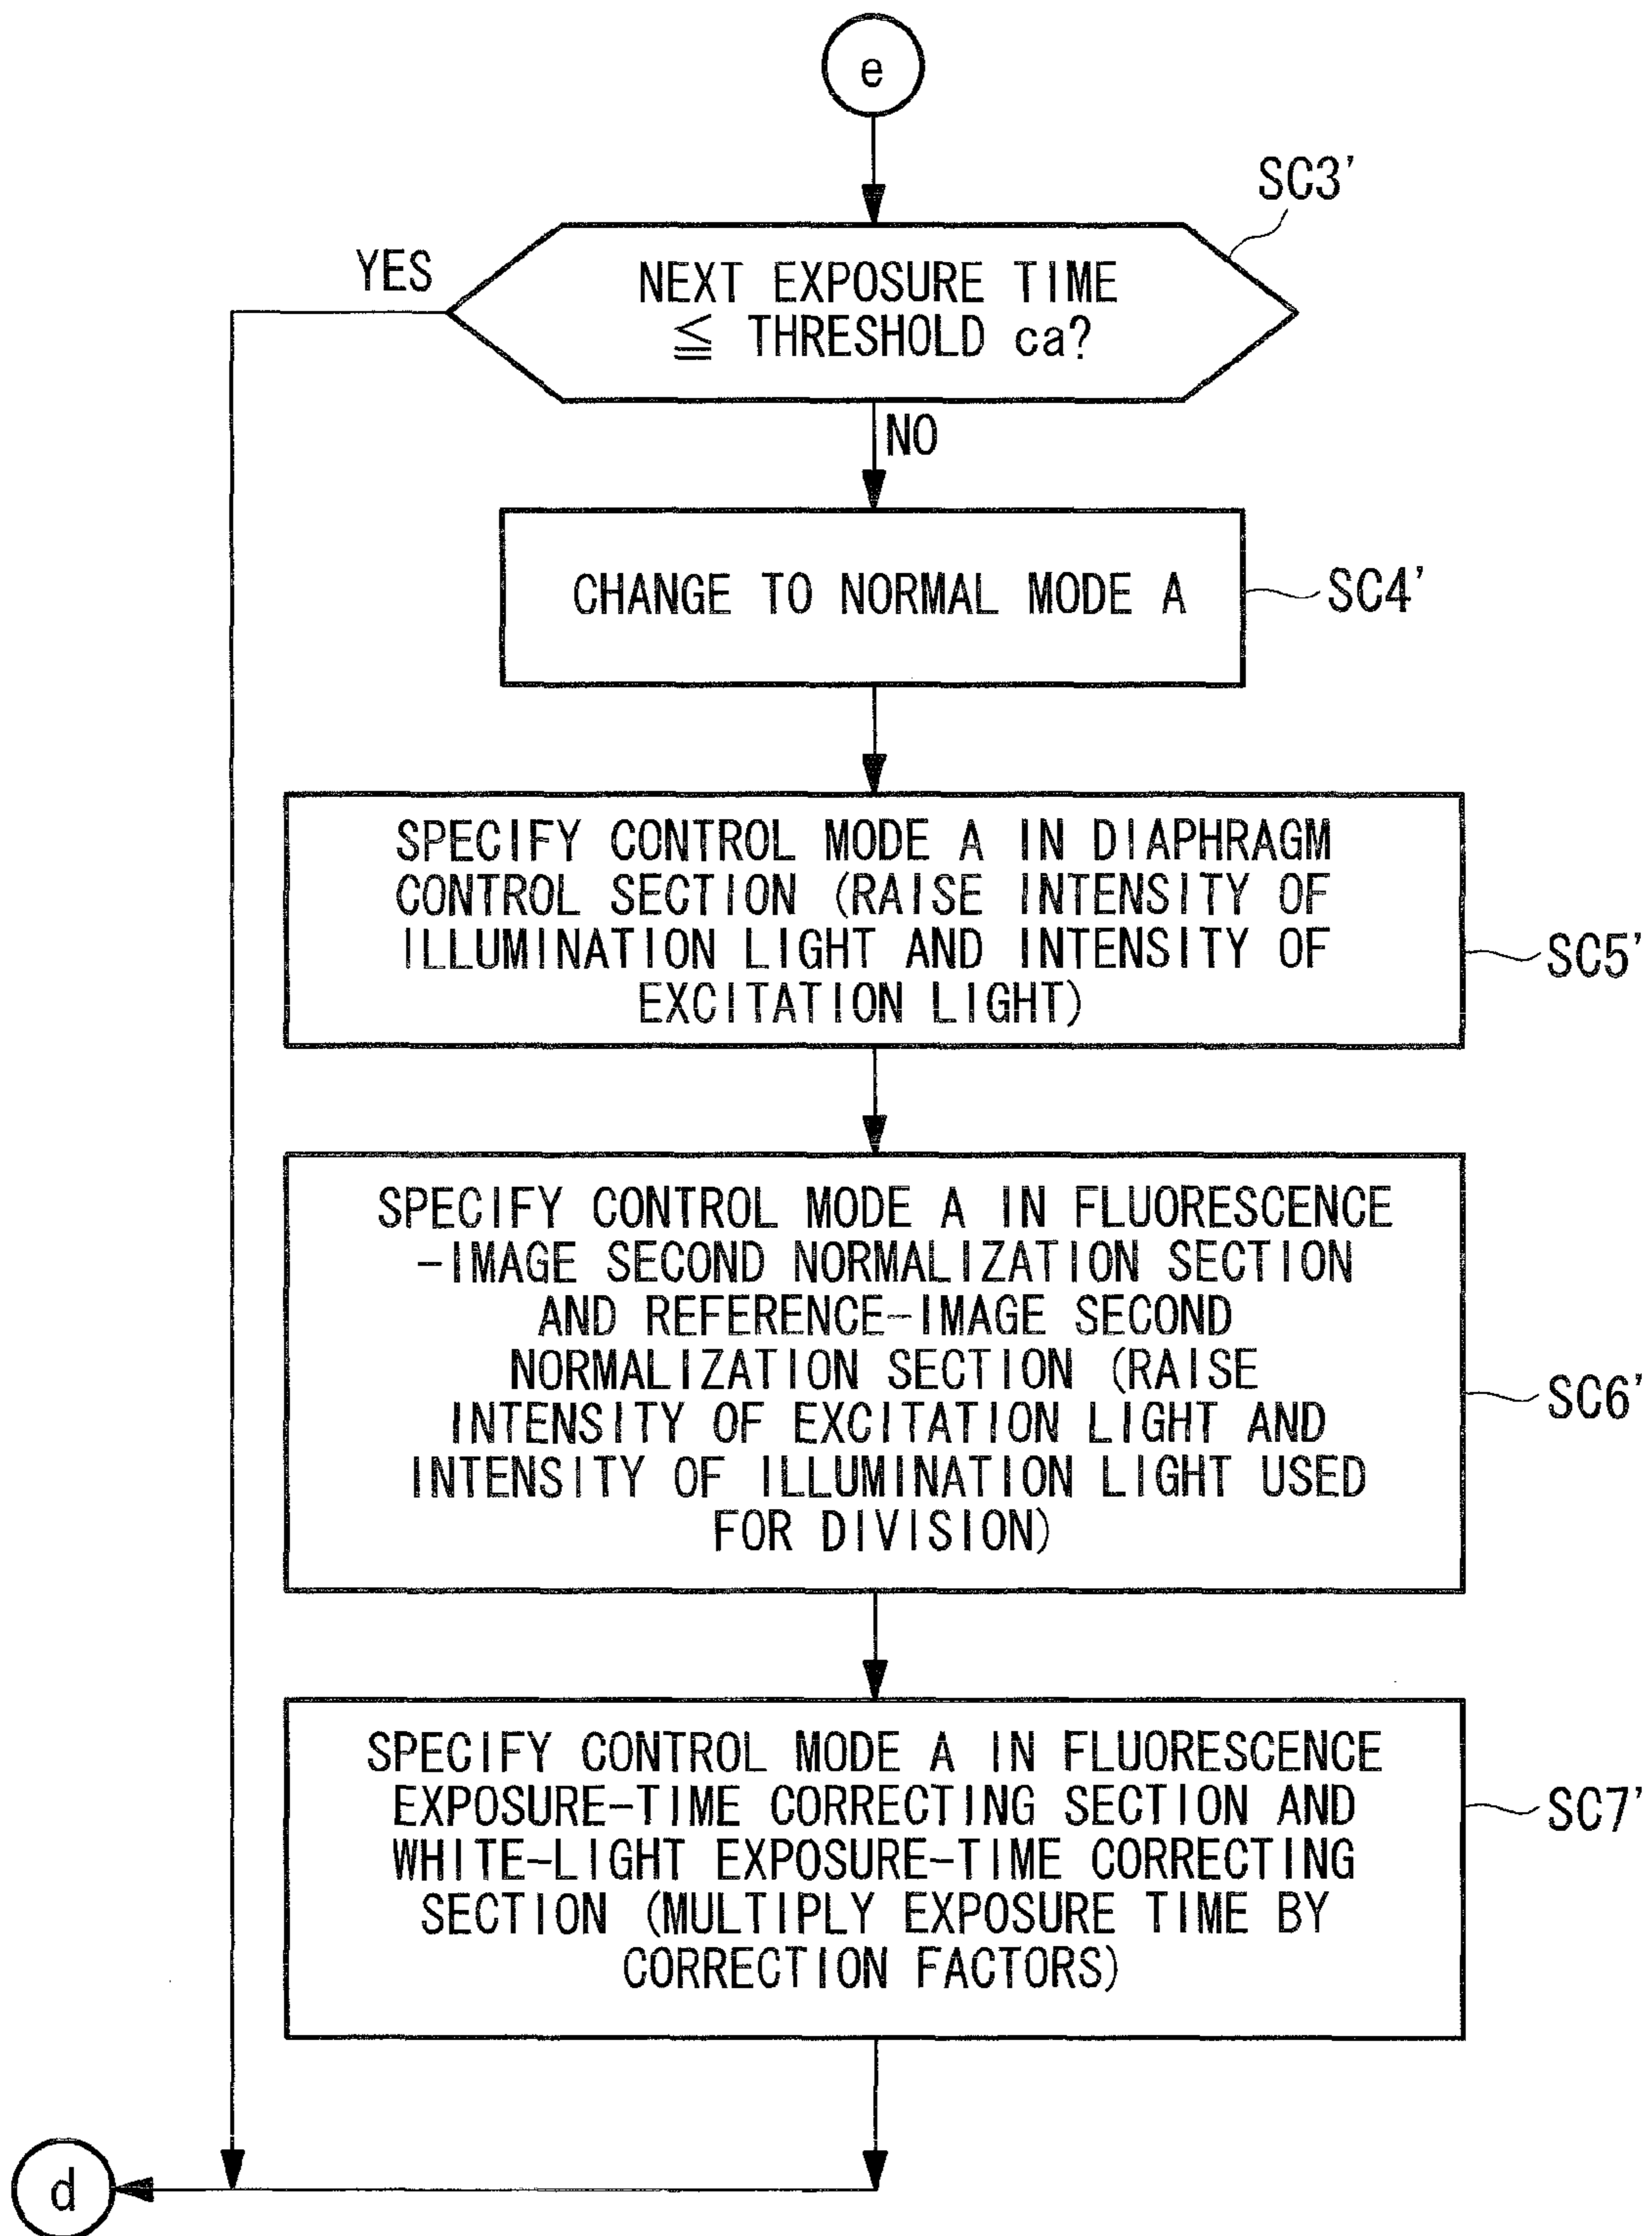 e
SC3'
YES
NEXT EXPOSURE TIME
≦ THRESHOLD ca?
NO
CHANGE TO NORMAL MODE A
SC4'
SPECIFY CONTROL MODE A IN DIAPHRAGM
CONTROL SECTION (RAISE INTENSITY OF
ILLUMINATION LIGHT AND INTENSITY OF
EXCITATION LIGHT)
SC5'
SPECIFY CONTROL MODE A IN FLUORESCENCE
-IMAGE SECOND NORMALIZATION SECTION
AND REFERENCE-IMAGE SECOND
NORMALIZATION SECTION (RAISE
INTENSITY OF EXCITATION LIGHT AND
INTENSITY OF ILLUMINATION LIGHT USED
FOR DIVISION)
SC6'
SPECIFY CONTROL MODE A IN FLUORESCENCE
EXPOSURE-TIME CORRECTING SECTION AND
WHITE-LIGHT EXPOSURE-TIME CORRECTING
SECTION (MULTIPLY EXPOSURE TIME BY
CORRECTION FACTORS)
SC7'
d